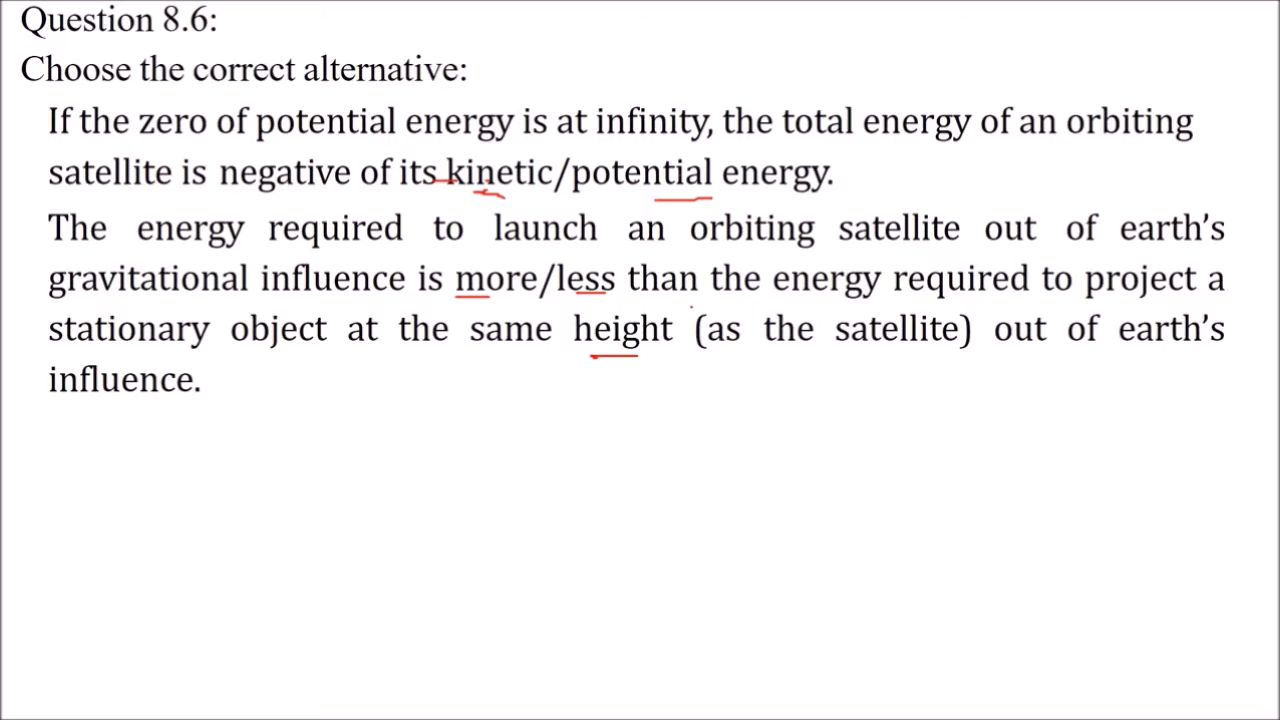 Question 8.6:
Choose the correct alternative:
If the zero of potential energy is at infinity, the total energy of an orbiting
satellite is negative of its kinetic/potential energy.
The energy required to launch an orbiting satellite out of earth’s
gravitational influence is more/less than the energy required to project a
stationary object at the same height (as the satellite) out of earth’s
influence.